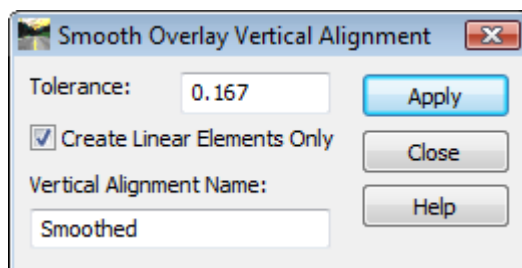 Smooth Overlay Vertical Alignment
Tolerance: 0.167
Apply
Create Linear Elements Only
Close
Vertical Alignment Name:
Help
Smoothed